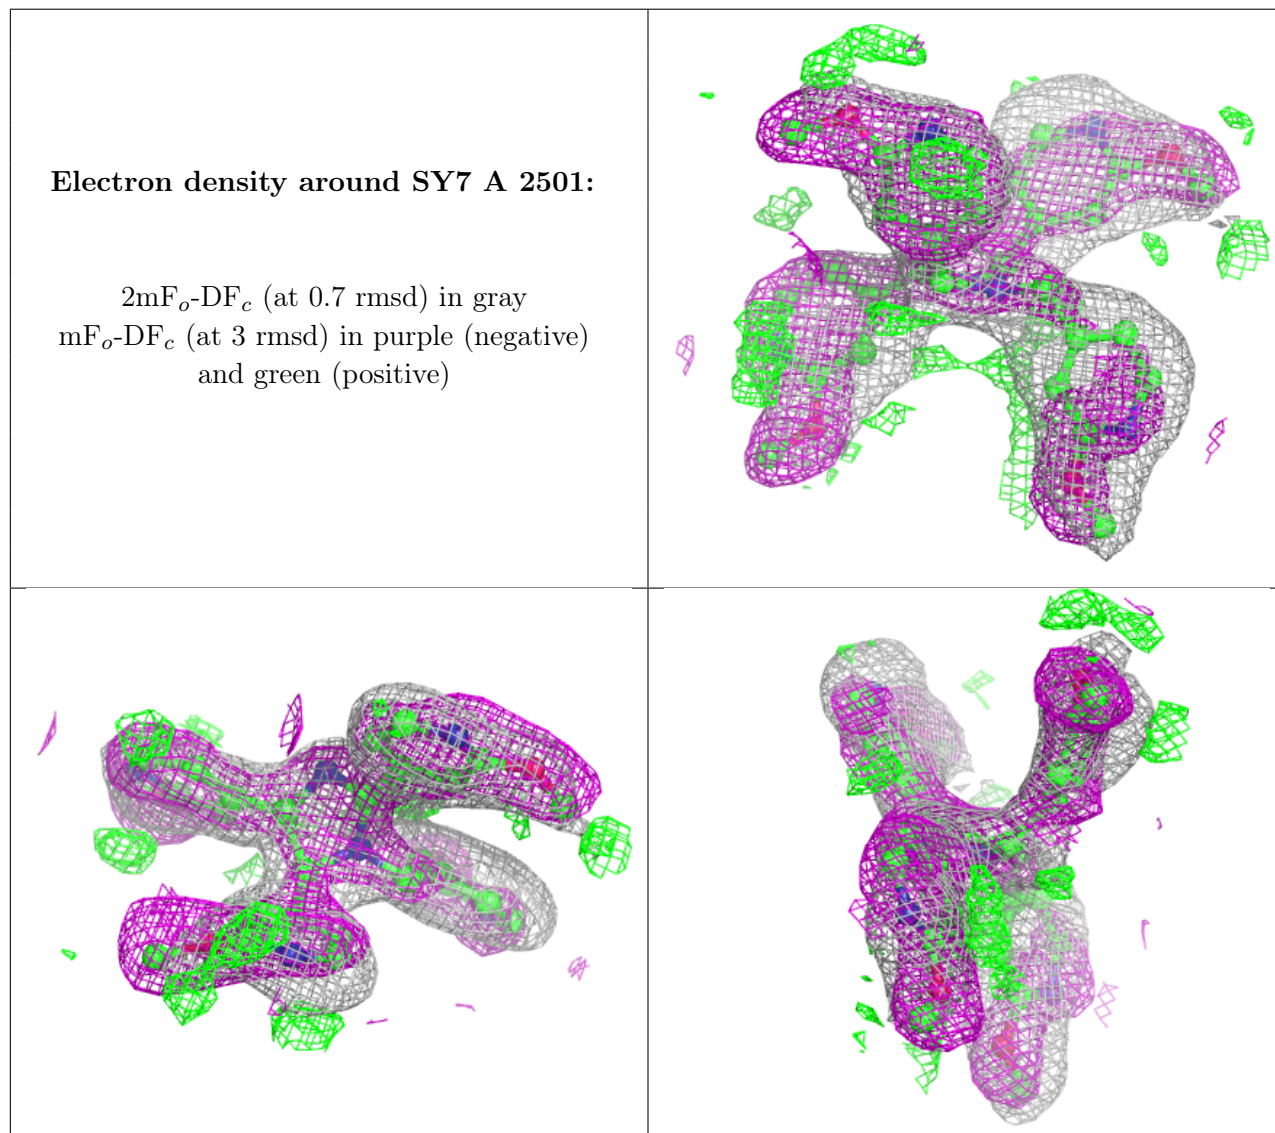 Electron density around SY7 A 2501:
2mFₒ-DF𝒸 (at 0.7 rmsd) in gray
mFₒ-DF𝒸 (at 3 rmsd) in purple (negative)
and green (positive)